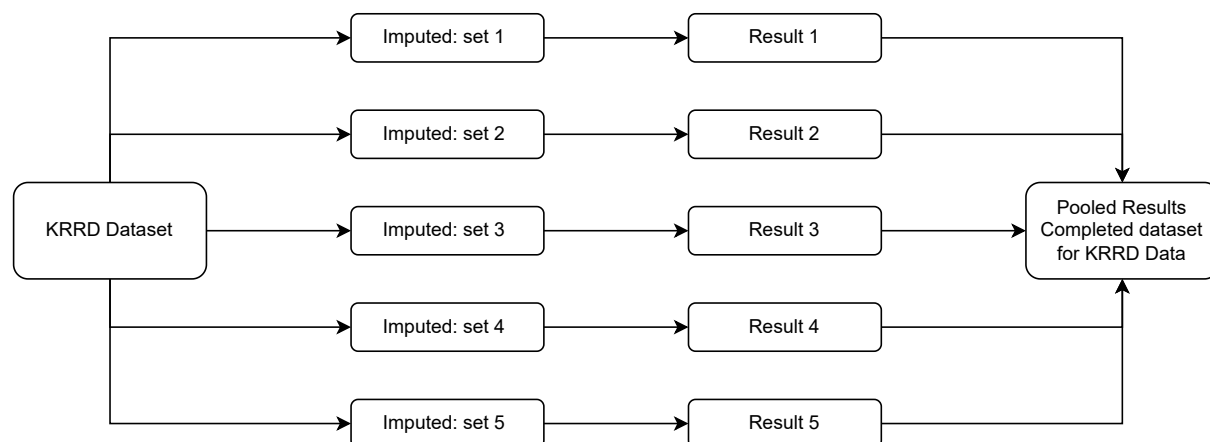 Imputed: set 1
Result 1
Imputed: set 2
Result 2
KRRD Dataset
Imputed: set 3
Result 3
Pooled Results
Completed dataset
for KRRD Data
Imputed: set 4
Result 4
Imputed: set 5
Result 5